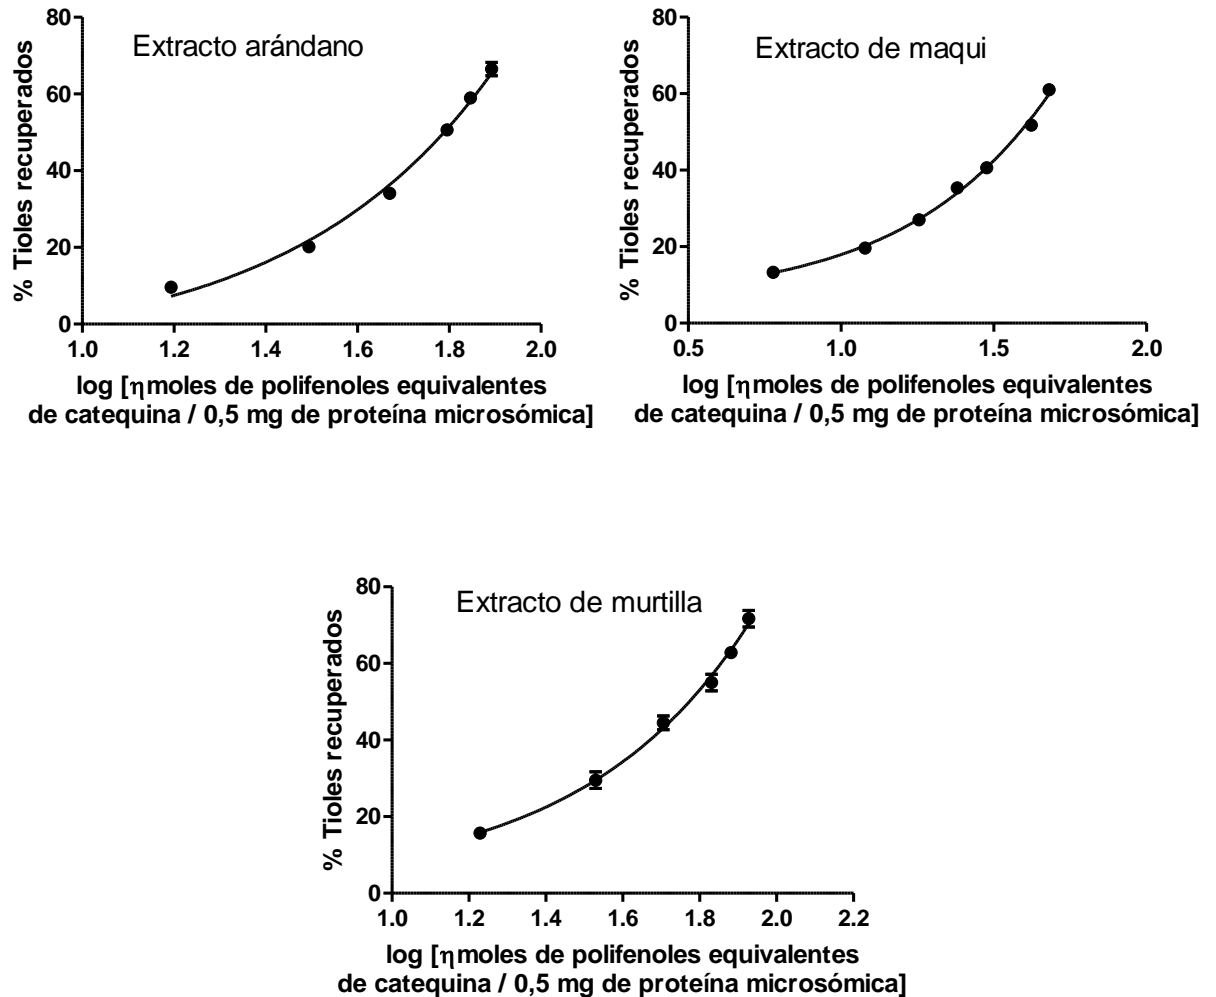 Extracto arándano
% Tioles recuperados
80
60
40
20
0
1.0 1.2 1.4 1.6 1.8 2.0
log [ηmoles de polifenoles equivalentes
de catequina / 0,5 mg de proteína microsómica]
Extracto de maqui
% Tioles recuperados
80
60
40
20
0
0.5 1.0 1.5 2.0
log [ηmoles de polifenoles equivalentes
de catequina / 0,5 mg de proteína microsómica]
Extracto de murtilla
% Tioles recuperados
80
60
40
20
0
1.0 1.2 1.4 1.6 1.8 2.0 2.2
log [ηmoles de polifenoles equivalentes
de catequina / 0,5 mg de proteína microsómica]